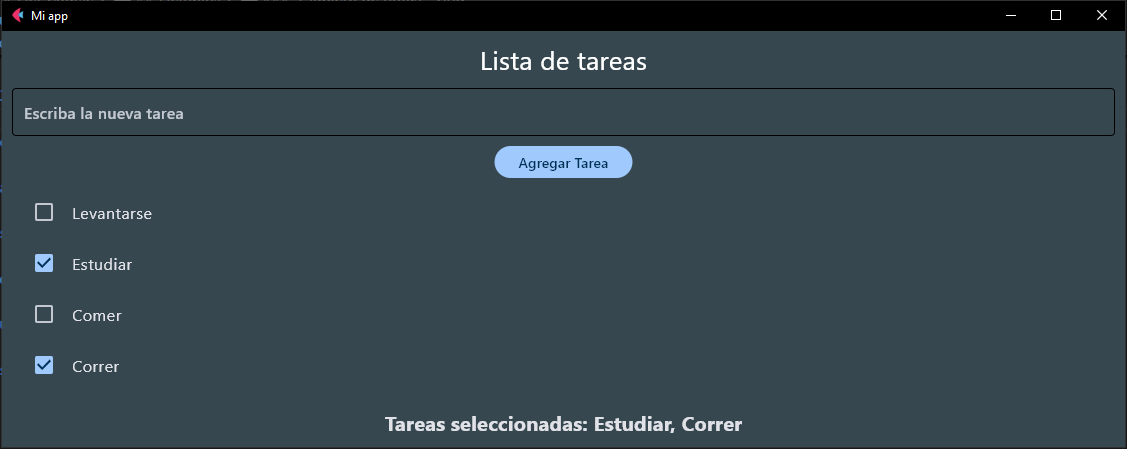 Mi app
Lista de tareas
Escriba la nueva tarea
Agregar Tarea
Levantarse
Estudiar
Comer
Correr
Tareas seleccionadas: Estudiar, Correr